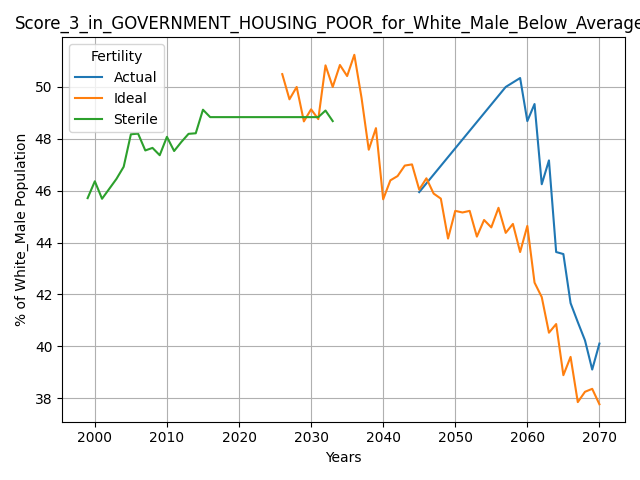 Score_3_in_GOVERNMENT_HOUSING_POOR_for_White_Male_Below_Average
Fertility
Actual
Ideal
Sterile
% of White_Male Population
50
48
46
44
42
40
38
2000 2010 2020 2030 2040 2050 2060 2070
Years